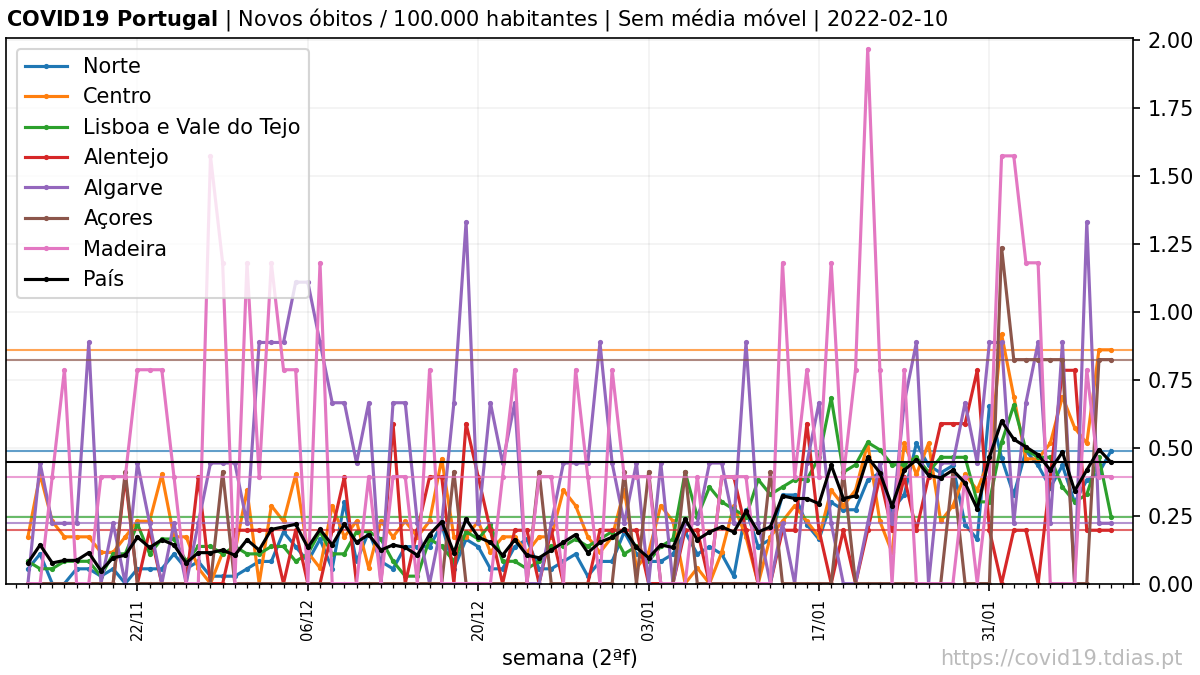 COVID19 Portugal | Novos óbitos / 100.000 habitantes | Sem média móvel | 2022-02-10
Norte
Centro
Lisboa e Vale do Tejo
Alentejo
Algarve
Açores
Madeira
País
2.00
1.75
1.50
1.25
1.00
0.75
0.50
0.25
0.00
22/11
06/12
20/12
03/01
17/01
31/01
semana (2ªf)
https://covid19.tdias.pt